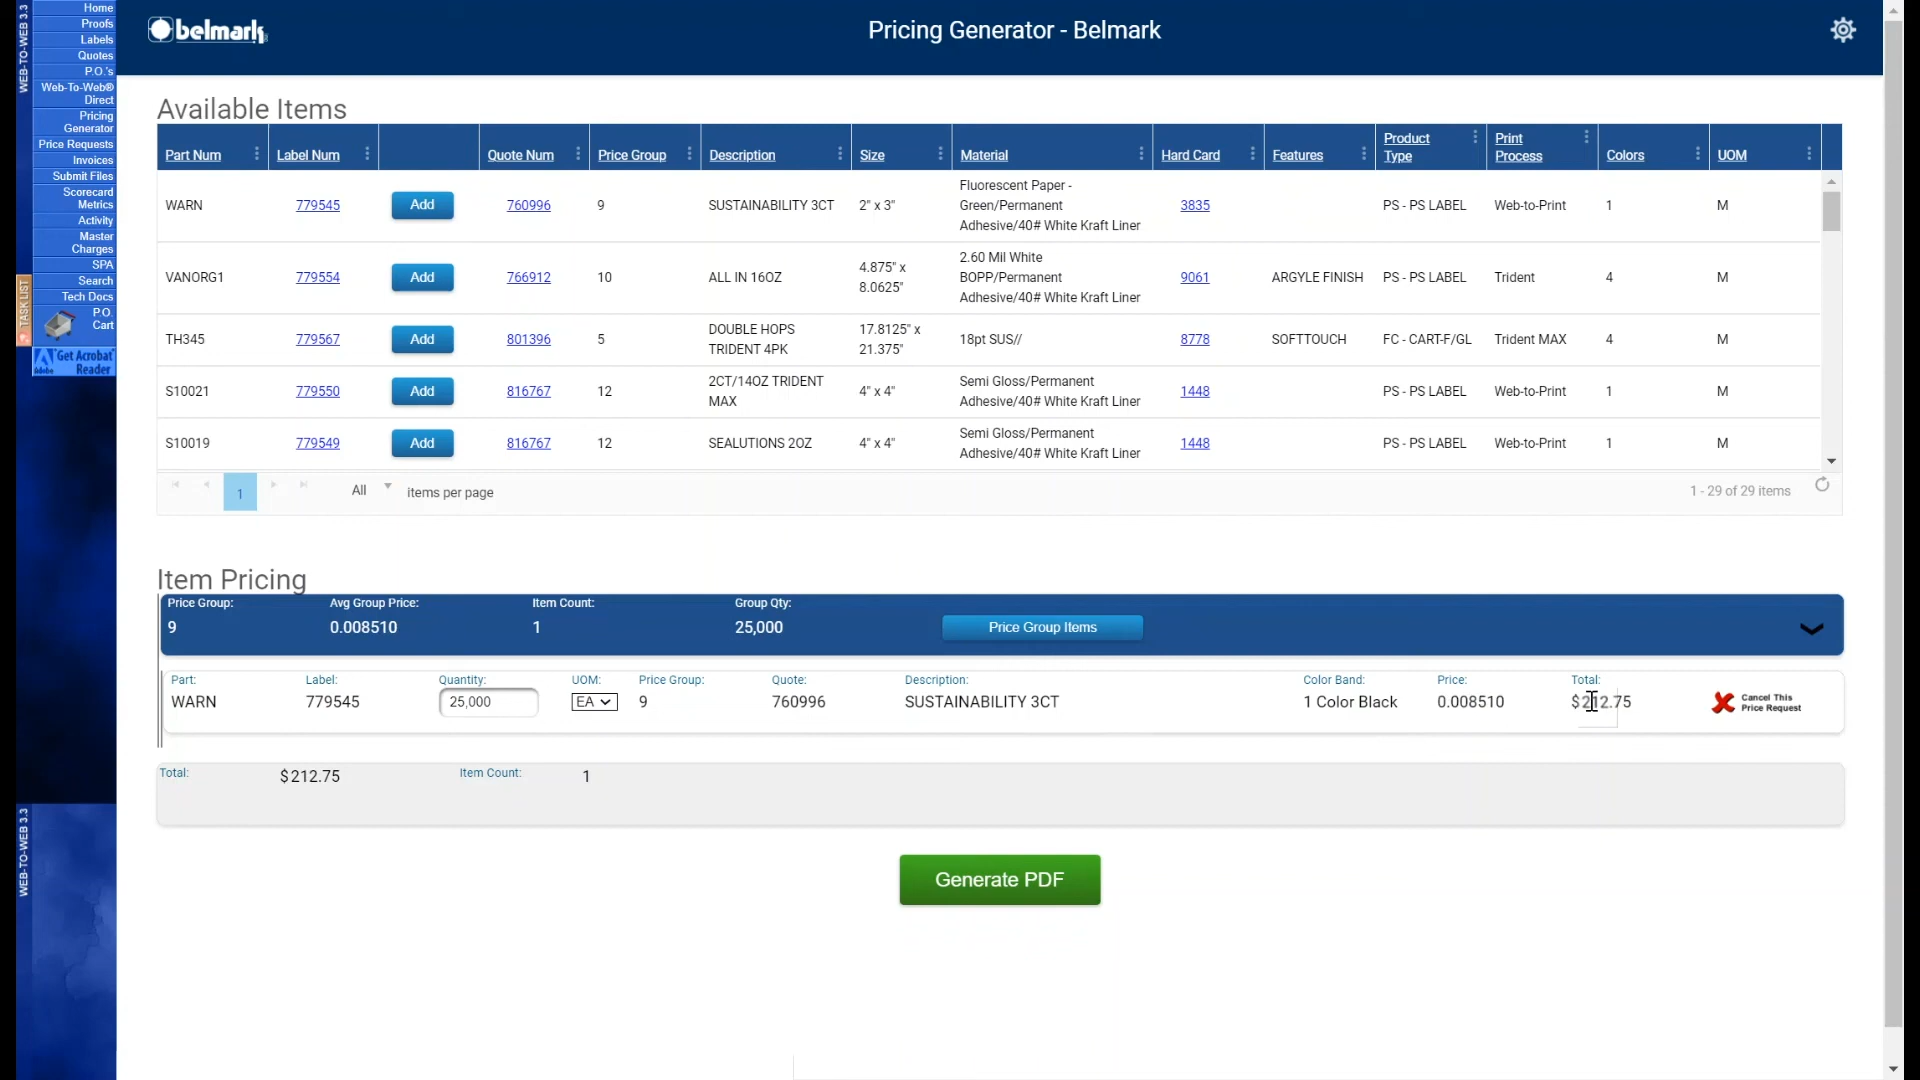 WEB-TO-WEB 3.3
Home
Proofs
Labels
Quotes
P.O.'s
Web-To-Web®
Direct
Pricing
Generator
Price Requests
Invoices
Submit Files
Scorecard
Metrics
Activity
Master
Charges
SPA
Search
Tech Docs
P.O.
Cart
TASK LIST
Get Acrobat
Reader
Adobe
WEB-TO-WEB 3.3
belmark
Pricing Generator - Belmark
Available Items
Part Num Label Num Quote Num Price Group Description Size Material Hard Card Features Product Type Print Process Colors UOM
WARN 779545 Add 760996 9 SUSTAINABILITY 3CT 2" x 3" Fluorescent Paper - Green/Permanent Adhesive/40# White Kraft Liner 3835 PS - PS LABEL Web-to-Print 1 M
VANORG1 779554 Add 766912 10 ALL IN 16OZ 4.875" x 8.0625" 2.60 Mil White BOPP/Permanent Adhesive/40# White Kraft Liner 9061 ARGYLE FINISH PS - PS LABEL Trident 4 M
TH345 779567 Add 801396 5 DOUBLE HOPS TRIDENT 4PK 17.8125" x 21.375" 18pt SUS// 8778 SOFTTOUCH FC - CART-F/GL Trident MAX 4 M
S10021 779550 Add 816767 12 2CT/14OZ TRIDENT MAX 4" x 4" Semi Gloss/Permanent Adhesive/40# White Kraft Liner 1448 PS - PS LABEL Web-to-Print 1 M
S10019 779549 Add 816767 12 SEALUTIONS 2OZ 4" x 4" Semi Gloss/Permanent Adhesive/40# White Kraft Liner 1448 PS - PS LABEL Web-to-Print 1 M
1 All items per page 1 - 29 of 29 items
Item Pricing
Price Group: Avg Group Price: Item Count: Group Qty:
9 0.008510 1 25,000 Price Group Items
Part: Label: Quantity: UOM: Price Group: Quote: Description: Color Band: Price: Total:
WARN 779545 25,000 EA 9 760996 SUSTAINABILITY 3CT 1 Color Black 0.008510 $212.75 Cancel This Price Request
Total: $212.75 Item Count: 1
Generate PDF